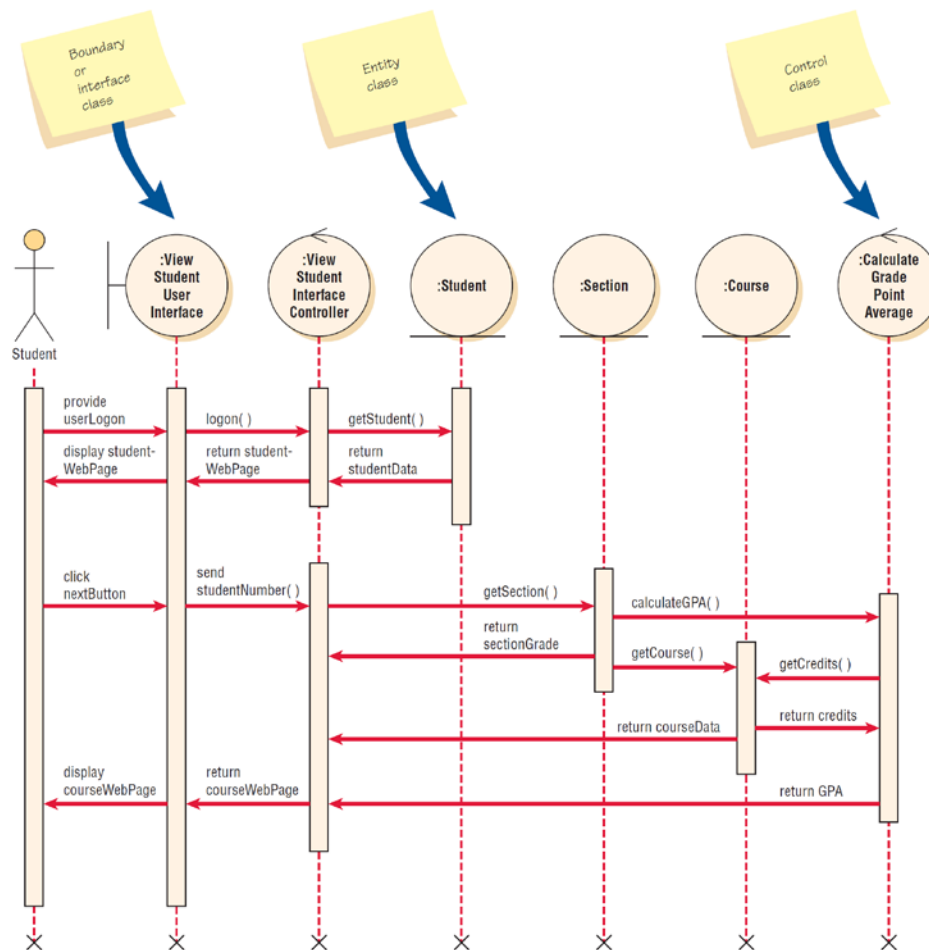 Boundary
or
interface
class
Entity
class
Control
class
:View
Student
User
Interface
:View
Student
Interface
Controller
:Student
:Section
:Course
:Calculate
Grade
Point
Average
Student
provide
userLogon
logon( )
getStudent( )
display student-
WebPage
return student-
WebPage
return
studentData
click
nextButton
send
studentNumber( )
getSection( )
calculateGPA( )
return
sectionGrade
getCourse( )
getCredits( )
return courseData
return credits
display
courseWebPage
return
courseWebPage
return GPA